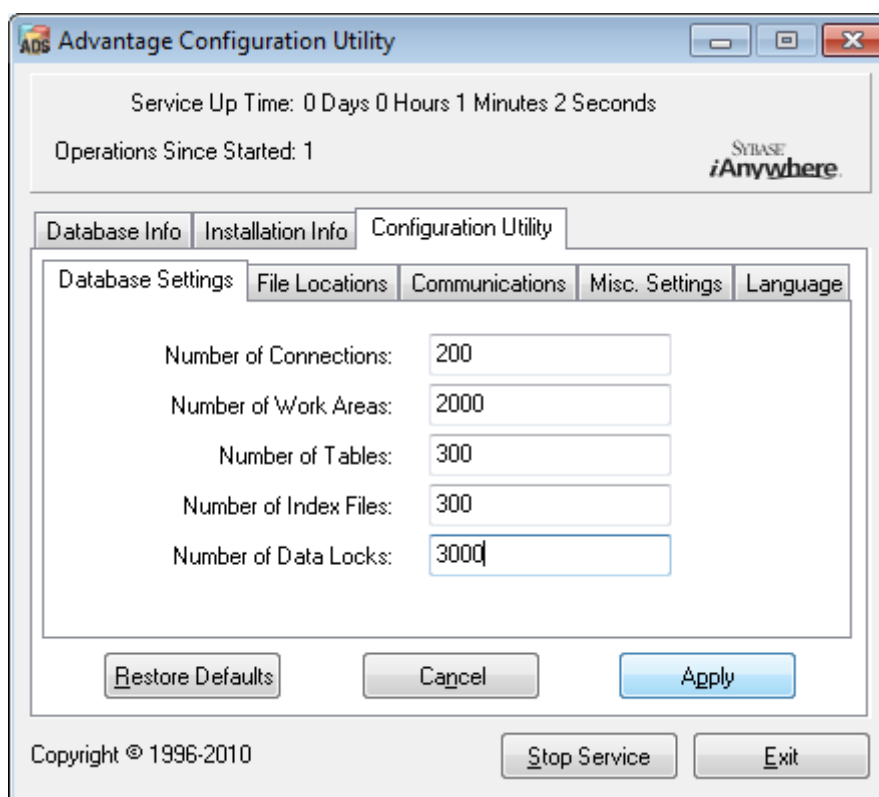 ADS Advantage Configuration Utility
Service Up Time: 0 Days 0 Hours 1 Minutes 2 Seconds
Operations Since Started: 1
SYBASE
iAnywhere.
Database Info Installation Info Configuration Utility
Database Settings File Locations Communications Misc. Settings Language
Number of Connections: 200
Number of Work Areas: 2000
Number of Tables: 300
Number of Index Files: 300
Number of Data Locks: 3000
Restore Defaults Cancel Apply
Copyright © 1996-2010 Stop Service Exit